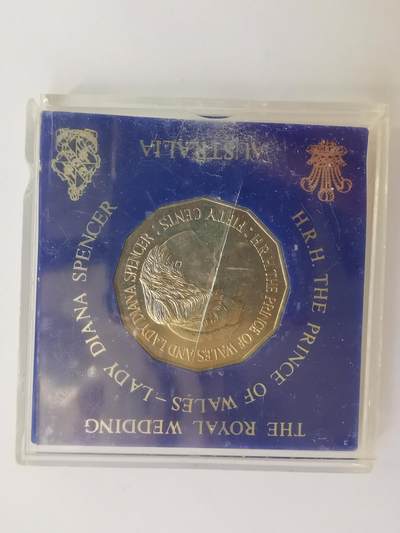 THE ROYAL WEDDING
H.R.H. THE PRINCE OF WALES – LADY DIANA SPENCER
H.R.H. THE PRINCE OF WALES AND LADY DIANA SPENCER : FIFTY CENTS :
AUSTRALIA